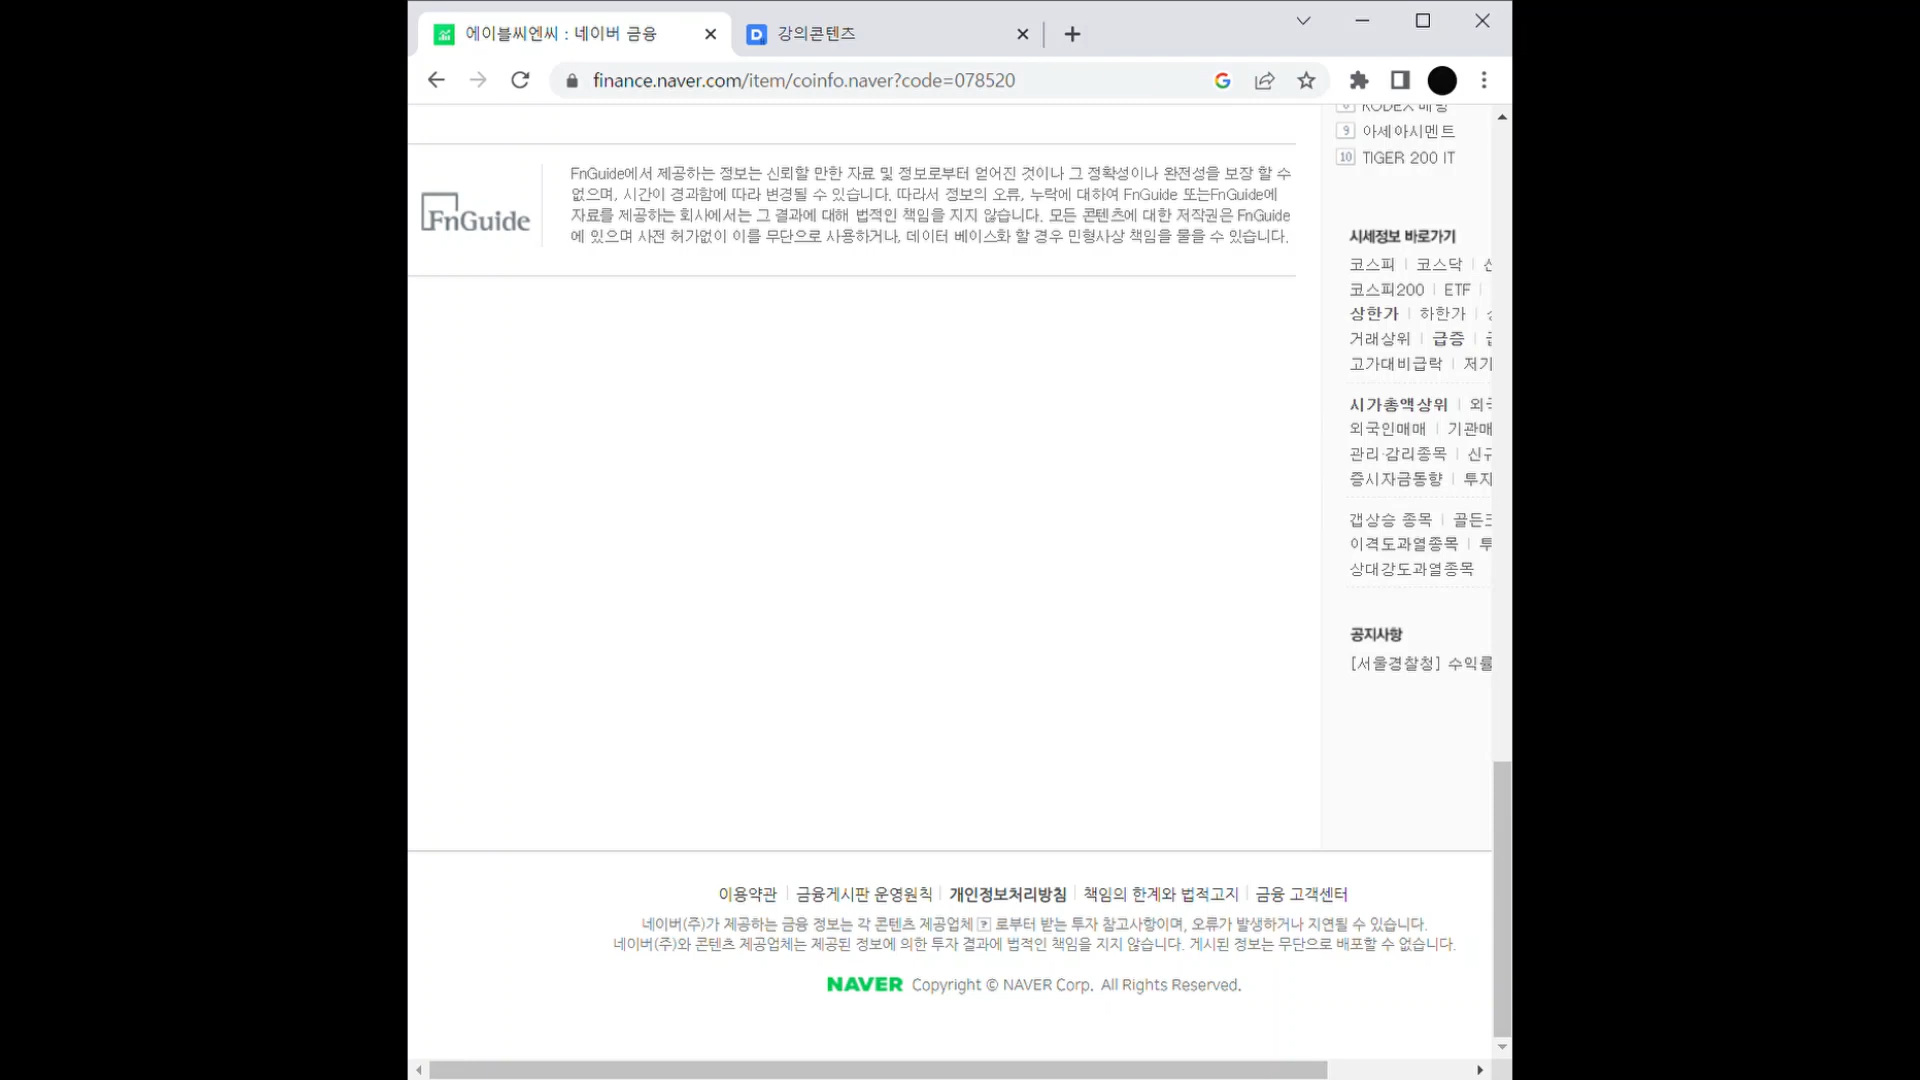 에이블씨엔씨 : 네이버 금융
강의콘텐츠
finance.naver.com/item/coinfo.naver?code=078520
9 아세아시멘트
10 TIGER 200 IT
FnGuide
FnGuide에서 제공하는 정보는 신뢰할 만한 자료 및 정보로부터 얻어진 것이나 그 정확성이나 완전성을 보장 할 수
없으며, 시간이 경과함에 따라 변경될 수 있습니다. 따라서 정보의 오류, 누락에 대하여 FnGuide 또는FnGuide에
자료를 제공하는 회사에서는 그 결과에 대해 법적인 책임을 지지 않습니다. 모든 콘텐츠에 대한 저작권은 FnGuide
에 있으며 사전 허가없이 이를 무단으로 사용하거나, 데이터 베이스화 할 경우 민형사상 책임을 물을 수 있습니다.
시세정보 바로가기
코스피 | 코스닥 |
코스피200 | ETF |
상한가 | 하한가 |
거래상위 | 급증 |
고가대비급락 |
시가총액상위 |
외국인매매 | 기관매
관리·감리종목 |
증시자금동향 | 투자
갭상승 종목 |
이격도과열종목 | 투
상대강도과열종목
공지사항
[서울경찰청] 수익률
이용약관 | 금융게시판 운영원칙 | 개인정보처리방침 | 책임의 한계와 법적고지 | 금융 고객센터
네이버(주)가 제공하는 금융 정보는 각 콘텐츠 제공업체 ? 로부터 받는 투자 참고사항이며, 오류가 발생하거나 지연될 수 있습니다.
네이버(주)와 콘텐츠 제공업체는 제공된 정보에 의한 투자 결과에 법적인 책임을 지지 않습니다. 게시된 정보는 무단으로 배포할 수 없습니다.
NAVER Copyright © NAVER Corp. All Rights Reserved.